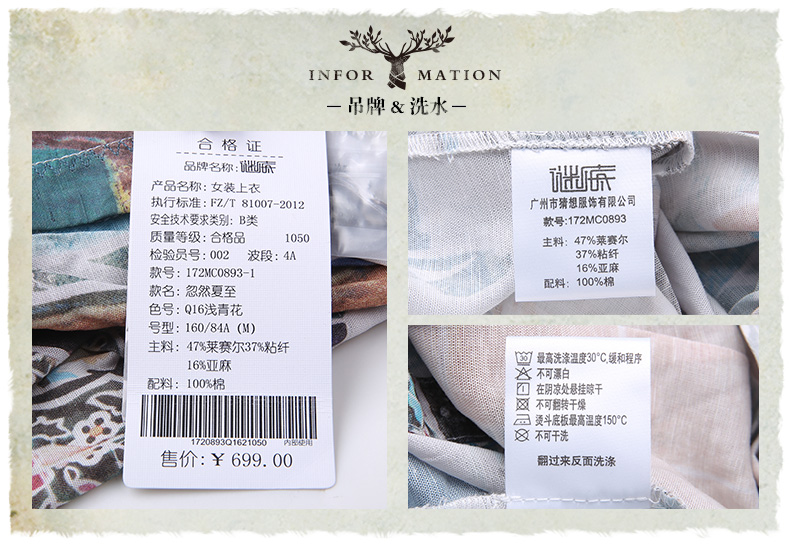 INFOR MATION
吊牌 & 洗水
合格证
品牌名称: 谜底
产品名称: 女装上衣
执行标准: FZ/T 81007-2012
安全技术要求类别: B类
质量等级: 合格品 1050
检验员号: 002 波段: 4A
款号: 172MC0893-1
款名: 忽然夏至
色号: Q16浅青花
号型: 160/84A (M)
主料: 47%莱赛尔37%粘纤
16%亚麻
配料: 100%棉
1720893Q1621050 内部使用
售价: ¥ 699.00
谜底
广州市猜想服饰有限公司
款号:172MC0893
主料: 47%莱赛尔
37%粘纤
16%亚麻
配料: 100%棉
30 最高洗涤温度30°C,缓和程序
不可漂白
在阴凉处悬挂晾干
不可翻转干燥
熨斗底板最高温度150°C
不可干洗
翻过来反面洗涤